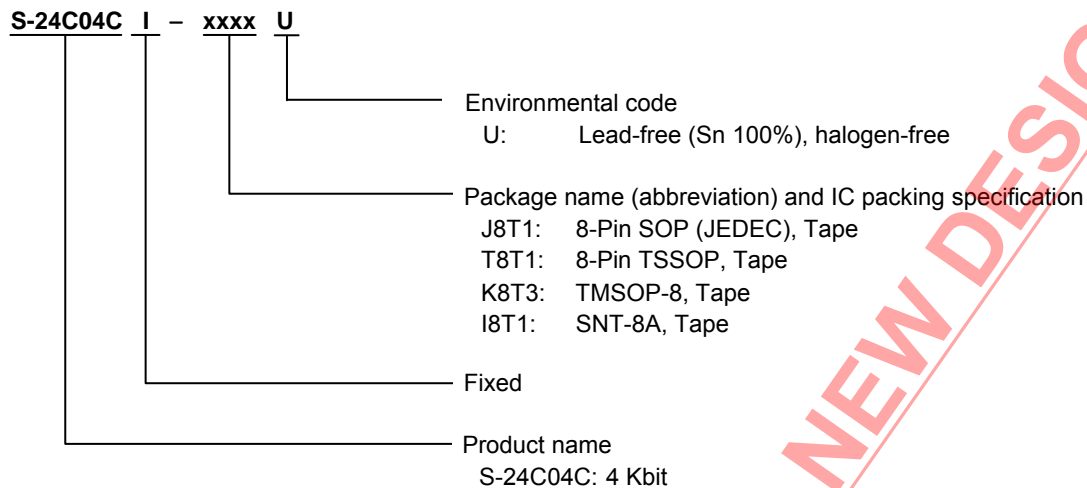 S-24C04C I – xxxx U
Environmental code
U: Lead-free (Sn 100%), halogen-free
Package name (abbreviation) and IC packing specification
J8T1: 8-Pin SOP (JEDEC), Tape
T8T1: 8-Pin TSSOP, Tape
K8T3: TMSOP-8, Tape
I8T1: SNT-8A, Tape
Fixed
Product name
S-24C04C: 4 Kbit
NEW